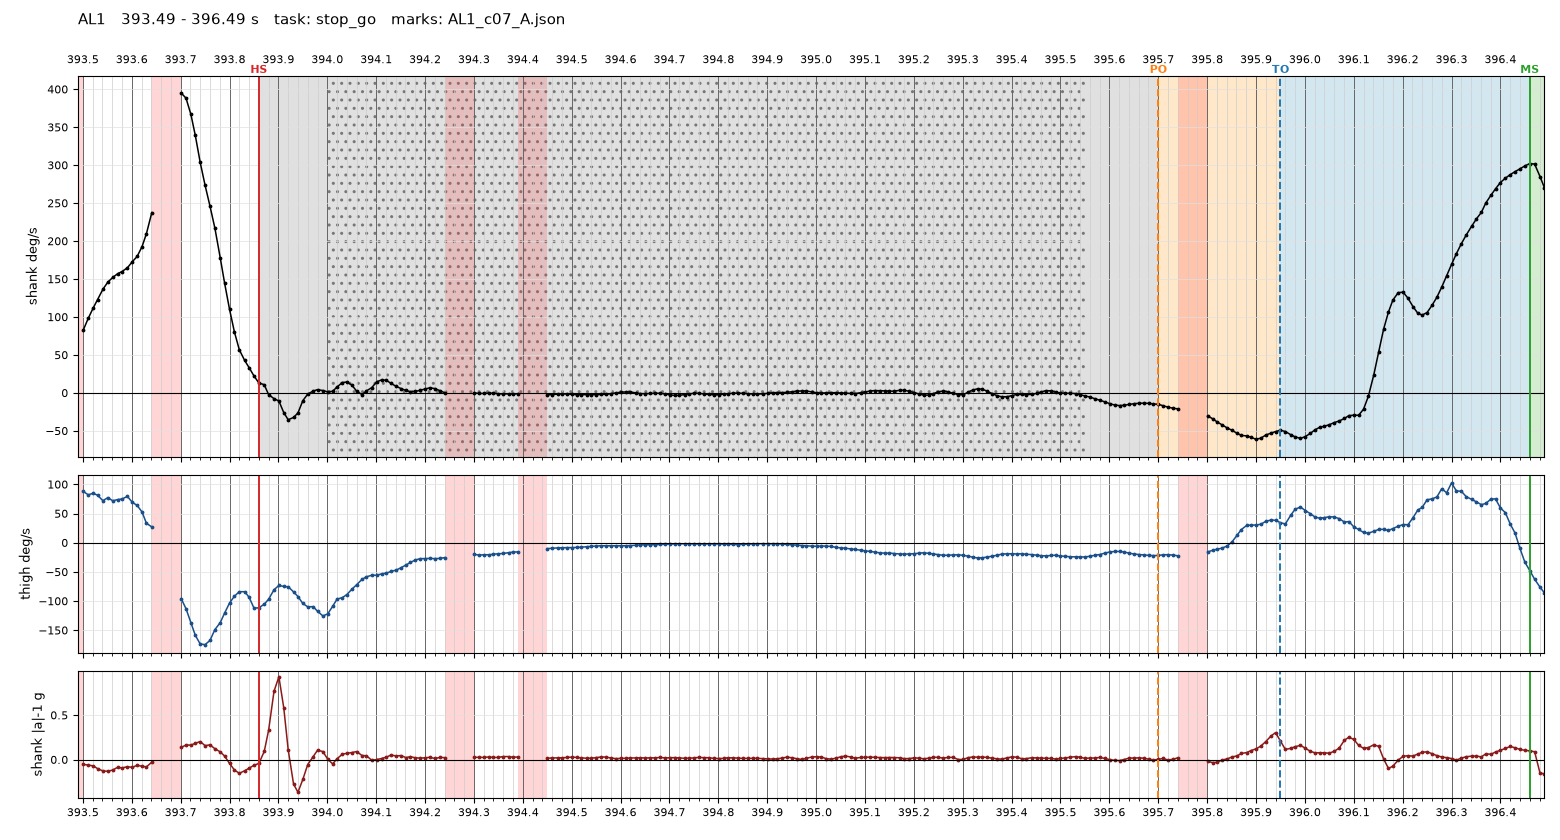 AL1   393.49 - 396.49 s   task: stop_go   marks: AL1_c07_A.json
393.5 393.6 393.7 393.8 393.9 394.0 394.1 394.2 394.3 394.4 394.5 394.6 394.7 394.8 394.9 395.0 395.1 395.2 395.3 395.4 395.5 395.6 395.7 395.8 395.9 396.0 396.1 396.2 396.3 396.4
HS PO TO MS
shank deg/s
400
350
300
250
200
150
100
50
0
−50
thigh deg/s
100
50
0
−50
−100
−150
shank |a|-1 g
0.5
0.0
393.5 393.6 393.7 393.8 393.9 394.0 394.1 394.2 394.3 394.4 394.5 394.6 394.7 394.8 394.9 395.0 395.1 395.2 395.3 395.4 395.5 395.6 395.7 395.8 395.9 396.0 396.1 396.2 396.3 396.4